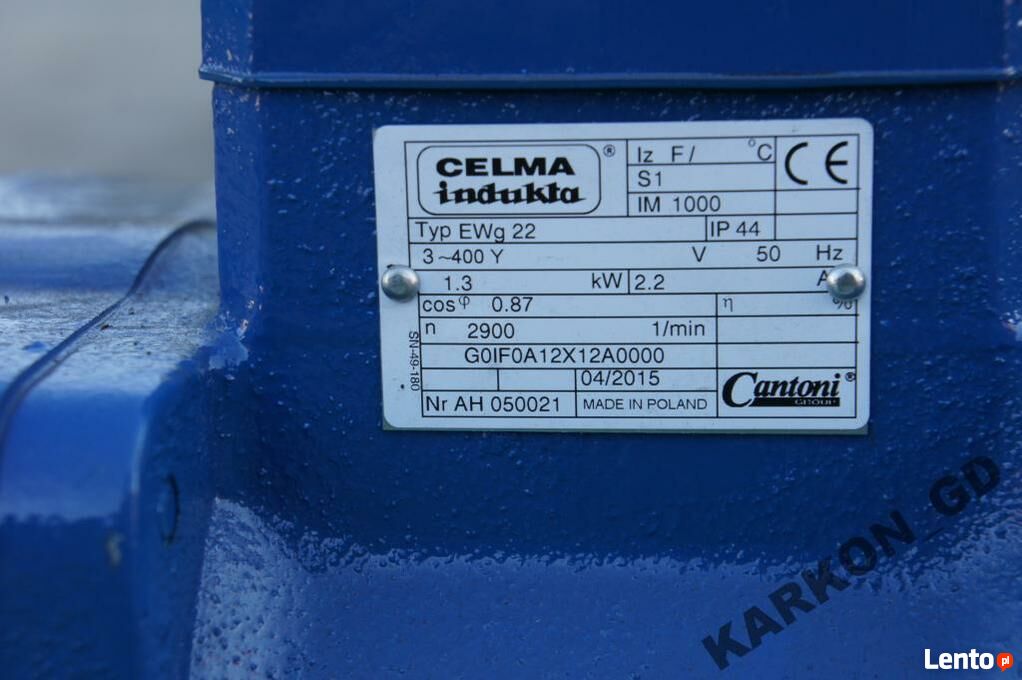 CELMA ®
indukta
Iz F/ °C
S1
IM 1000
CE
Typ EWg 22 IP 44
3~400 Y V 50 Hz
1.3 kW 2.2 A
cosφ 0.87 η %
n 2900 1/min
G0IF0A12X12A0000
04/2015
Nr AH 050021 MADE IN POLAND
Cantoni ®
GROUP
SN-49-180
KARKON_GD
Lento pl